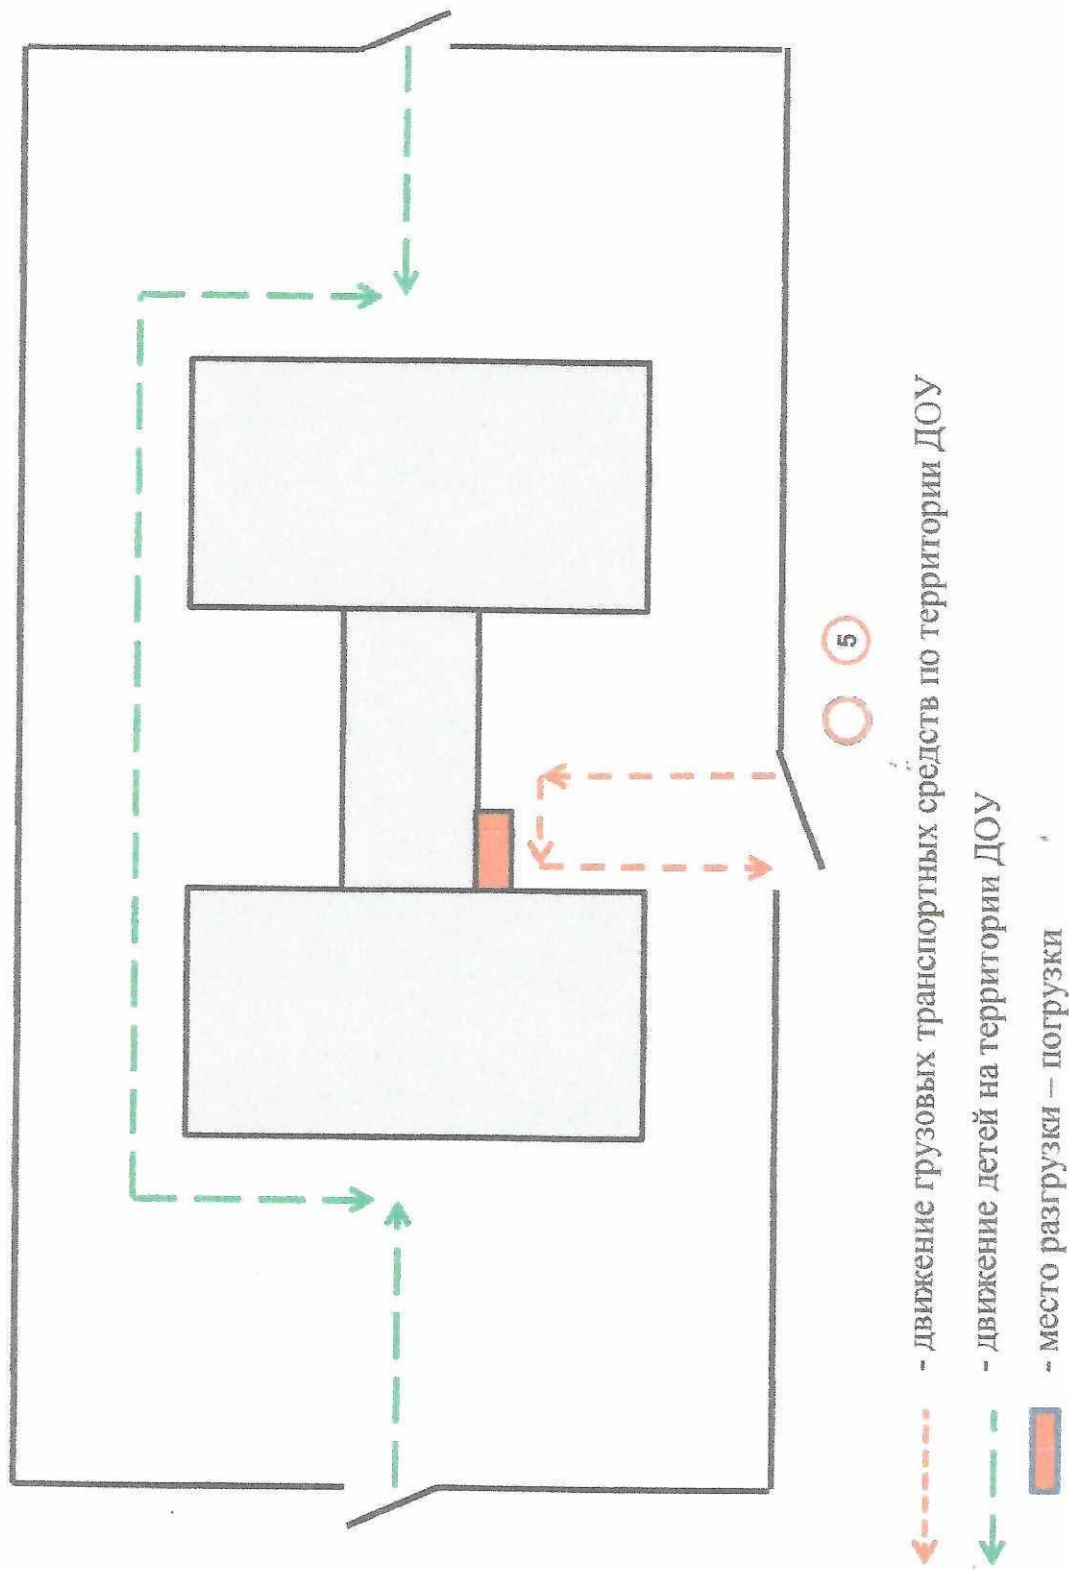 5
- движение грузовых транспортных средств по территории ДОУ
- движение детей на территории ДОУ
- место разгрузки – погрузки